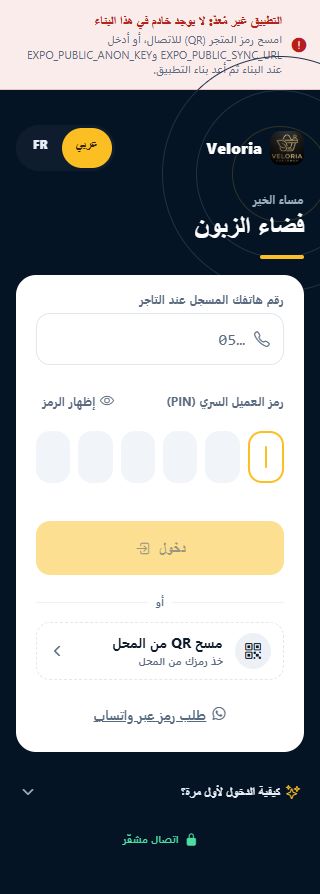 التطبيق غير مُعدّ: لا يوجد خادم في هذا البناء
امسح رمز المتجر (QR) للاتصال، أو أدخل
EXPO_PUBLIC_SYNC_URL وEXPO_PUBLIC_ANON_KEY
عند البناء ثم أعد بناء التطبيق.
Veloria
VELORIA
عربي
FR
مساء الخير
فضاء الزبون
رقم هاتفك المسجل عند التاجر
05...
رمز العميل السري (PIN)
إظهار الرمز
دخول
أو
مسح QR من المحل
خذ رمزك من المحل
طلب رمز عبر واتساب
كيفية الدخول لأول مرة؟
اتصال مشفّر